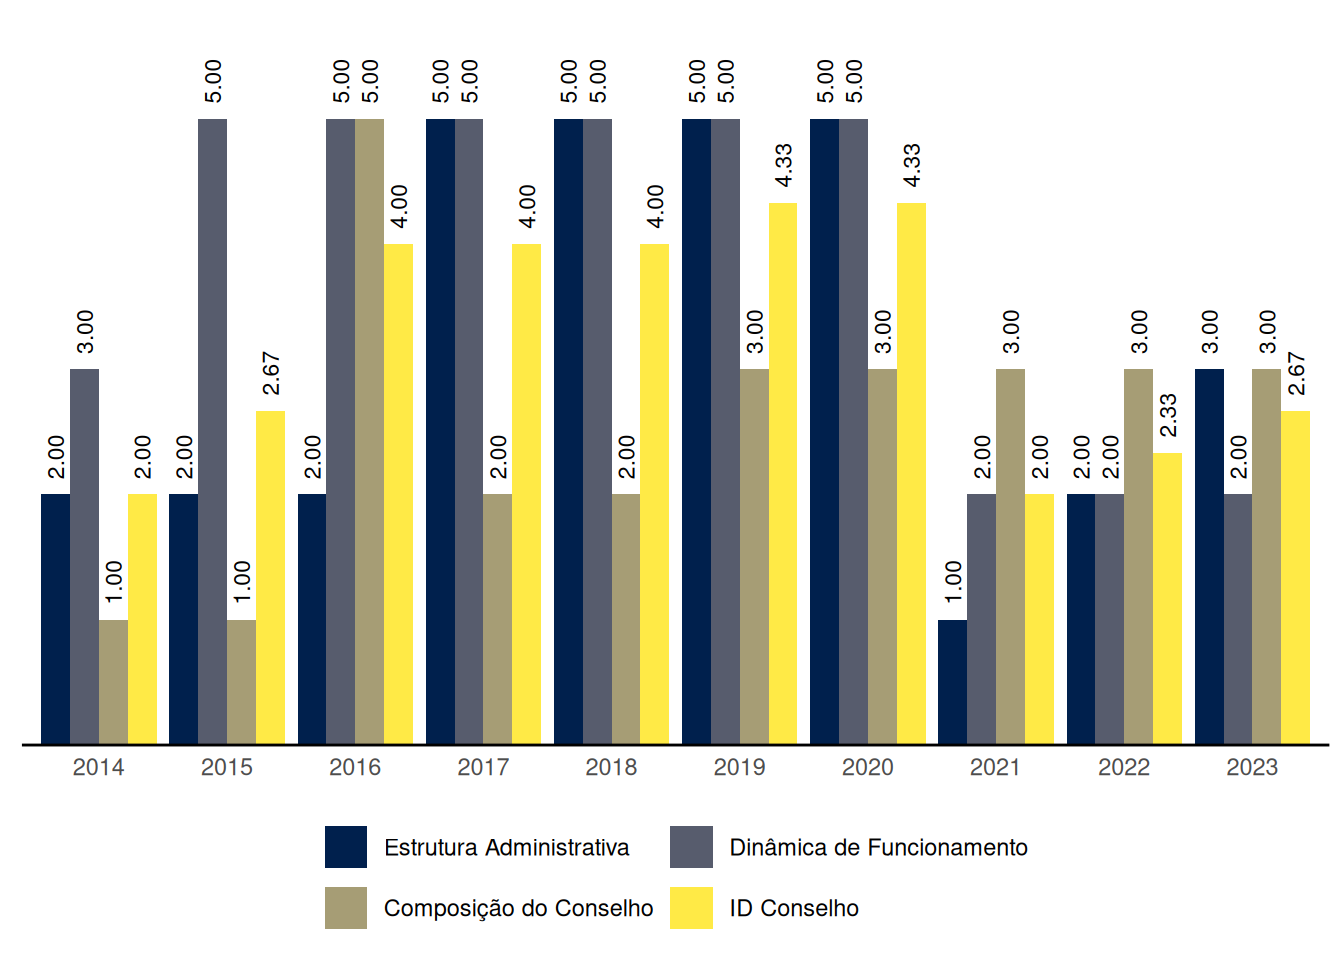 5.00 5.00 5.00 5.00 5.00 5.00 5.00 5.00 5.00 5.00 5.00
4.33 4.33
4.00 4.00 4.00
3.00 3.00 3.00 3.00 3.00 3.00 3.00
2.67 2.67
2.33
2.00 2.00 2.00 2.00 2.00 2.00 2.00 2.00 2.00 2.00 2.00
1.00 1.00 1.00
2014 2015 2016 2017 2018 2019 2020 2021 2022 2023
Estrutura Administrativa Dinâmica de Funcionamento
Composição do Conselho ID Conselho